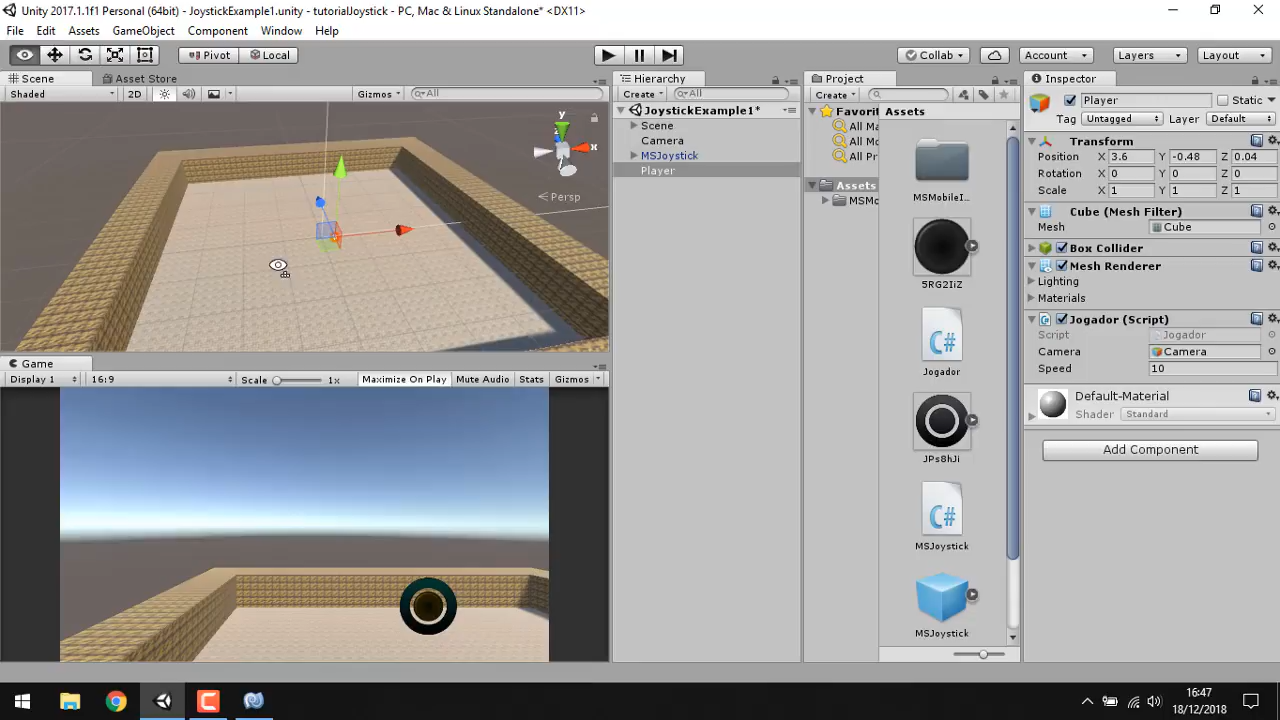 Unity 2017.1.1f1 Personal (64bit) - JoystickExample1.unity - tutorialJoystick - PC, Mac & Linux Standalone* <DX11>
File Edit Assets GameObject Component Window Help
Pivot Local Collab Account Layers Layout
Scene Asset Store
Shaded 2D Gizmos All
y
x
Persp
Game
Display 1 16:9 Scale 1x Maximize On Play Mute Audio Stats Gizmos
Hierarchy
Create All
JoystickExample1*
Scene
Camera
MSJoystick
Player
Project
Create
Favori
All Ma
All Mo
All Pr
Assets
MSMo
Assets
MSMobileI...
5RG2IiZ
Jogador
JPs8hJi
MSJoystick
MSJoystick
Inspector
Player Static
Tag Untagged Layer Default
Transform
Position X 3.6 Y -0.48 Z 0.04
Rotation X 0 Y 0 Z 0
Scale X 1 Y 1 Z 1
Cube (Mesh Filter)
Mesh Cube
Box Collider
Mesh Renderer
Lighting
Materials
Jogador (Script)
Script Jogador
Camera Camera
Speed 10
Default-Material
Shader Standard
Add Component
16:47
18/12/2018